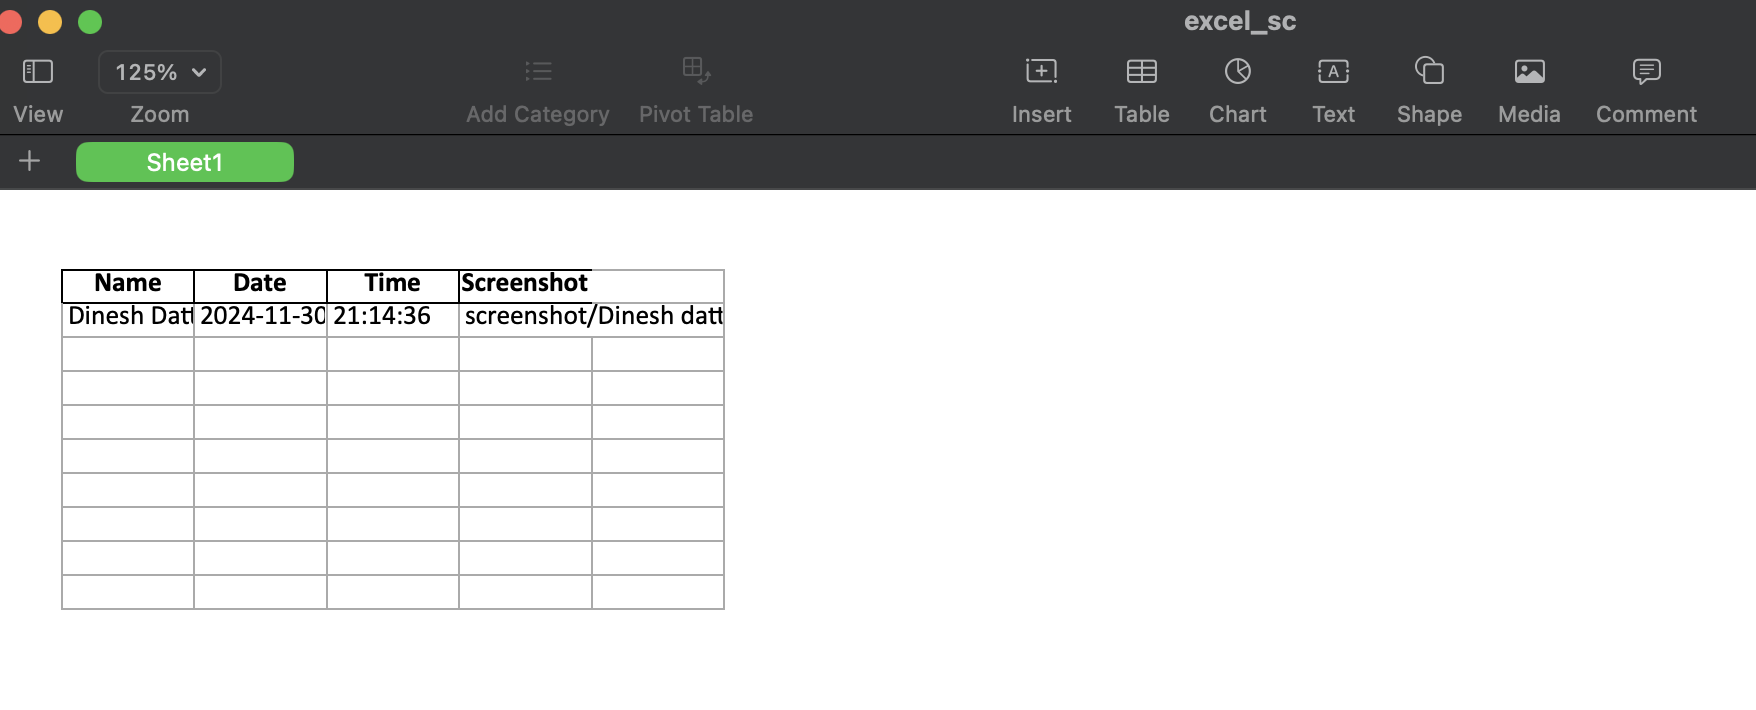 excel_sc
125%
View Zoom Add Category Pivot Table Insert Table Chart Text Shape Media Comment
Sheet1
Name Date Time Screenshot
Dinesh Datt 2024-11-30 21:14:36 screenshot/Dinesh datt